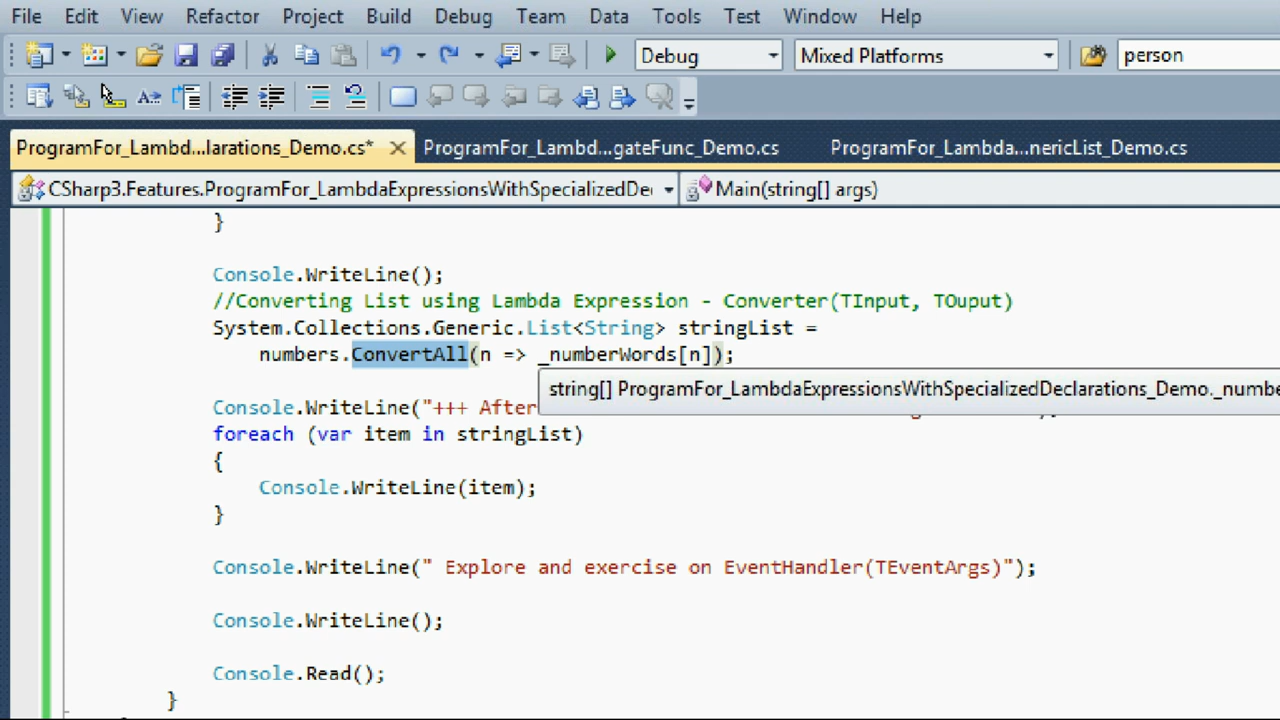 File Edit View Refactor Project Build Debug Team Data Tools Test Window Help
Debug Mixed Platforms person
ProgramFor_Lambd...larations_Demo.cs* ProgramFor_Lambd...gateFunc_Demo.cs ProgramFor_Lambda...nericList_Demo.cs
CSharp3.Features.ProgramFor_LambdaExpressionsWithSpecializedDe Main(string[] args)
}
Console.WriteLine();
//Converting List using Lambda Expression - Converter(TInput, TOuput)
System.Collections.Generic.List<String> stringList =
numbers.ConvertAll(n => _numberWords[n]);
string[] ProgramFor_LambdaExpressionsWithSpecializedDeclarations_Demo._numbe
Console.WriteLine("+++ After
foreach (var item in stringList)
{
Console.WriteLine(item);
}
Console.WriteLine(" Explore and exercise on EventHandler(TEventArgs)");
Console.WriteLine();
Console.Read();
}